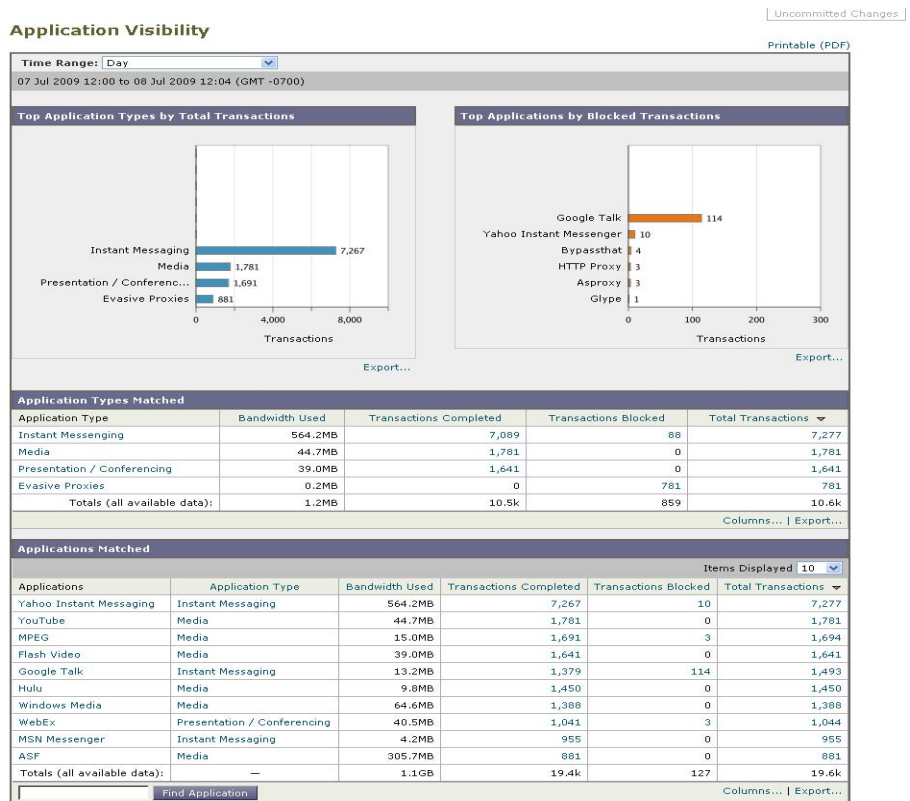 Uncommitted Changes
Application Visibility
Printable (PDF)
Time Range: Day
07 Jul 2009 12:00 to 08 Jul 2009 12:04 (GMT -0700)
Top Application Types by Total Transactions
Instant Messaging 7,267
Media 1,781
Presentation / Conferenc... 1,691
Evasive Proxies 881
0 4,000 8,000
Transactions
Export...
Top Applications by Blocked Transactions
Google Talk 114
Yahoo Instant Messenger 10
Bypassthat 4
HTTP Proxy 3
Asproxy 3
Glype 1
0 100 200 300
Transactions
Export...
Application Types Matched
Application Type Bandwidth Used Transactions Completed Transactions Blocked Total Transactions
Instant Messenging 564.2MB 7,089 88 7,277
Media 44.7MB 1,781 0 1,781
Presentation / Conferencing 39.0MB 1,641 0 1,641
Evasive Proxies 0.2MB 0 781 781
Totals (all available data): 1.2MB 10.5k 859 10.6k
Columns... | Export...
Applications Matched
Items Displayed 10
Applications Application Type Bandwidth Used Transactions Completed Transactions Blocked Total Transactions
Yahoo Instant Messaging Instant Messaging 564.2MB 7,267 10 7,277
YouTube Media 44.7MB 1,781 0 1,781
MPEG Media 15.0MB 1,691 3 1,694
Flash Video Media 39.0MB 1,641 0 1,641
Google Talk Instant Messaging 13.2MB 1,379 114 1,493
Hulu Media 9.8MB 1,450 0 1,450
Windows Media Media 64.6MB 1,388 0 1,388
WebEx Presentation / Conferencing 40.5MB 1,041 3 1,044
MSN Messenger Instant Messaging 4.2MB 955 0 955
ASF Media 305.7MB 881 0 881
Totals (all available data): — 1.1GB 19.4k 127 19.6k
Find Application
Columns... | Export...